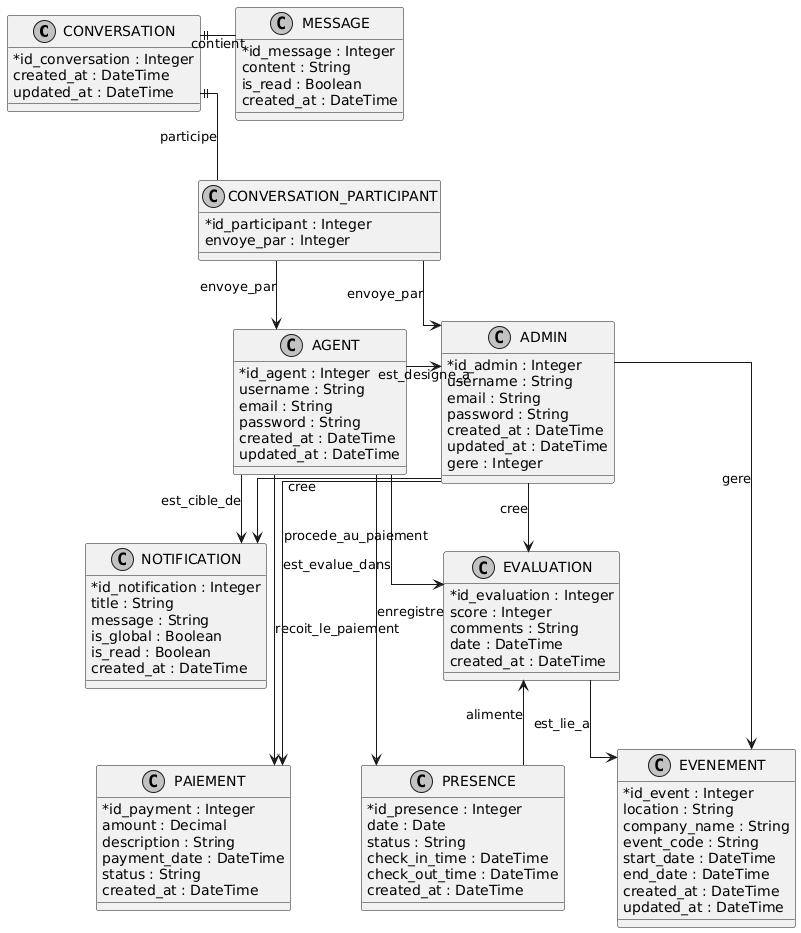 C CONVERSATION
*id_conversation : Integer
created_at : DateTime
updated_at : DateTime
contient
C MESSAGE
*id_message : Integer
content : String
is_read : Boolean
created_at : DateTime
participe
C CONVERSATION_PARTICIPANT
*id_participant : Integer
envoye_par : Integer
envoye_par
envoye_par
C AGENT
*id_agent : Integer
username : String
email : String
password : String
created_at : DateTime
updated_at : DateTime
est_designe_a
C ADMIN
*id_admin : Integer
username : String
email : String
password : String
created_at : DateTime
updated_at : DateTime
gere : Integer
gere
est_cible_de
cree
cree
procede_au_paiement
est_evalue_dans
enregistre
recoit_le_paiement
C NOTIFICATION
*id_notification : Integer
title : String
message : String
is_global : Boolean
is_read : Boolean
created_at : DateTime
C EVALUATION
*id_evaluation : Integer
score : Integer
comments : String
date : DateTime
created_at : DateTime
alimente
est_lie_a
C PAIEMENT
*id_payment : Integer
amount : Decimal
description : String
payment_date : DateTime
status : String
created_at : DateTime
C PRESENCE
*id_presence : Integer
date : Date
status : String
check_in_time : DateTime
check_out_time : DateTime
created_at : DateTime
C EVENEMENT
*id_event : Integer
location : String
company_name : String
event_code : String
start_date : DateTime
end_date : DateTime
created_at : DateTime
updated_at : DateTime